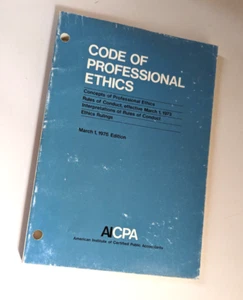 CODE OF
PROFESSIONAL
ETHICS
Concepts of Professional Ethics
Rules of Conduct, effective March 1, 1973
Interpretations of Rules of Conduct
Ethics Rulings
March 1, 1975 Edition
AICPA
American Institute of Certified Public Accountants